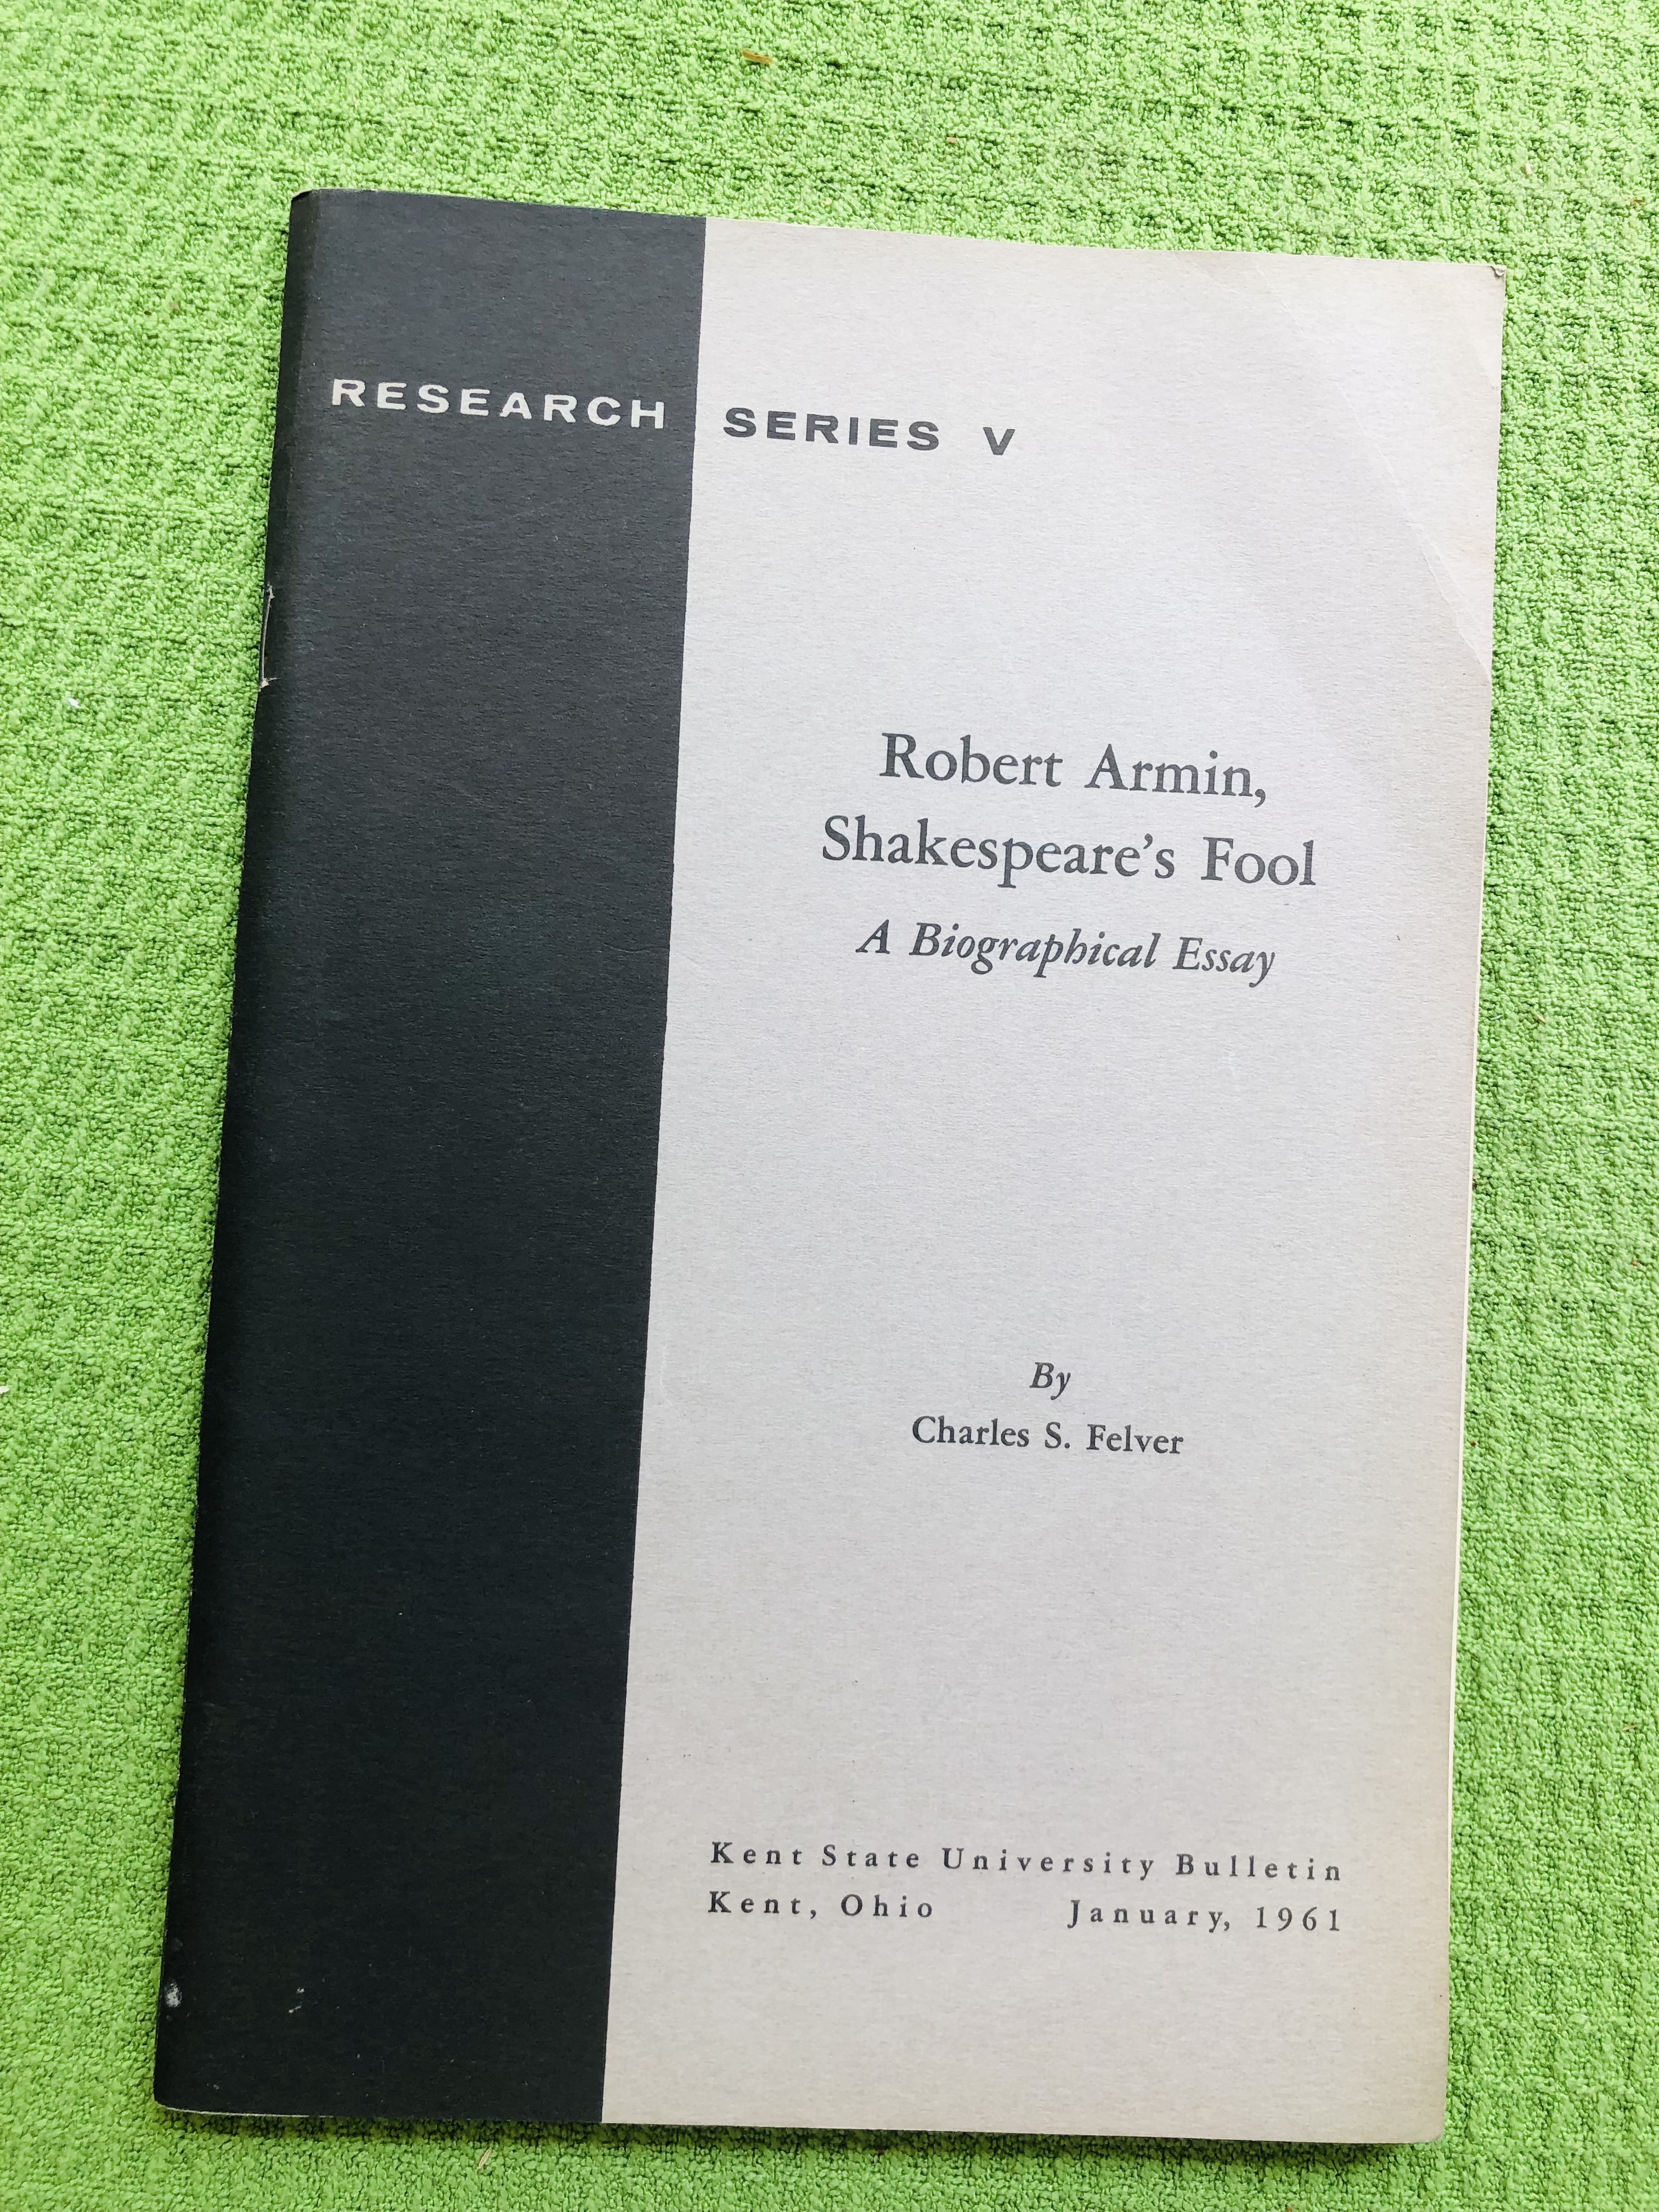 RESEARCH SERIES V
Robert Armin,
Shakespeare's Fool
A Biographical Essay
By
Charles S. Felver
Kent State University Bulletin
Kent, Ohio January, 1961